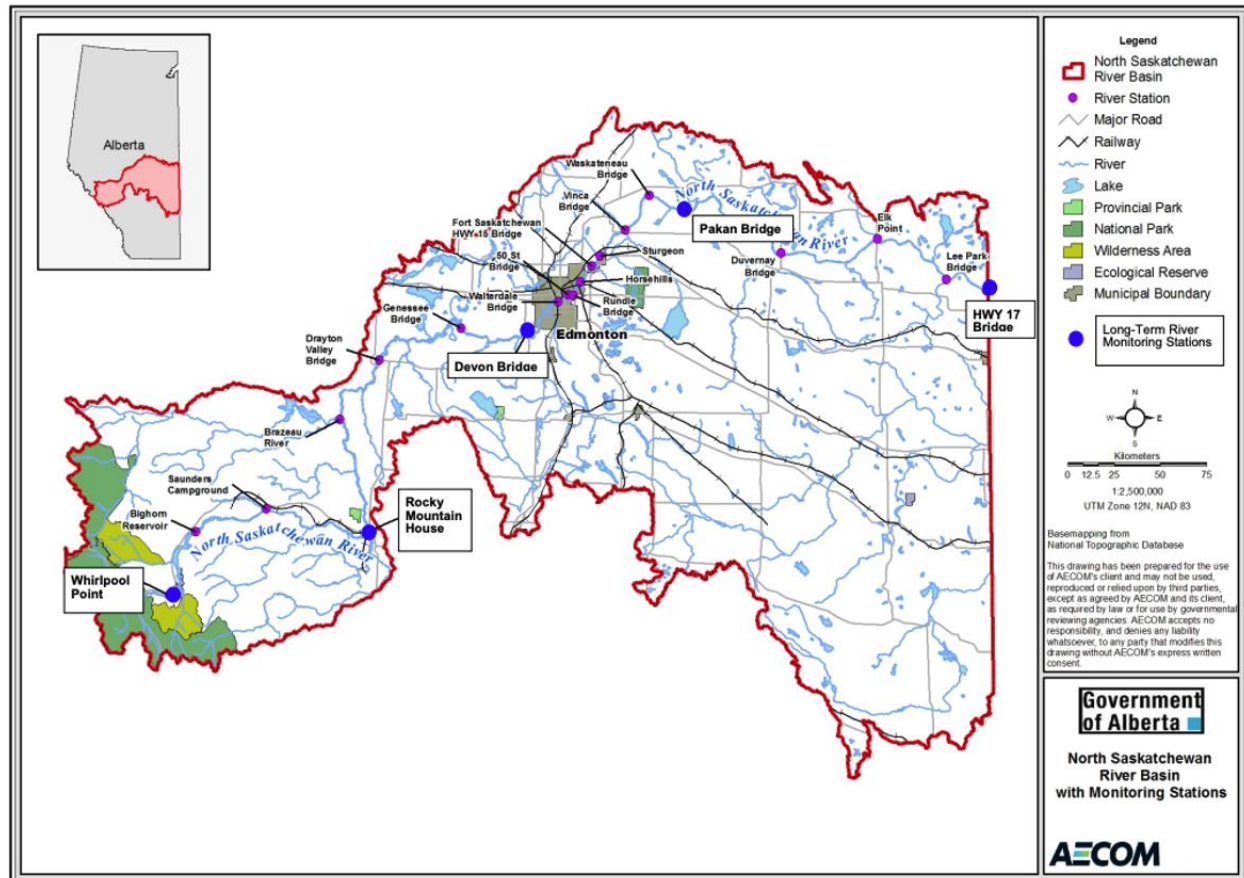 Alberta
Waskateneau
Bridge
Vinca
Bridge
North Saskatchewan
River
Fort Saskatchewan
HWY 15 Bridge
Pakan Bridge
Elk
Point
50 St
Bridge
Sturgeon
Duvernay
Bridge
Lee Park
Bridge
Horsehills
Walterdale
Bridge
Rundle
Bridge
Genessee
Bridge
HWY 17
Bridge
Edmonton
Drayton
Valley
Bridge
Devon Bridge
Brazeau
River
Saunders
Campground
Bighorn
Reservoir
Rocky
Mountain
House
North Saskatchewan River
Whirlpool
Point
Legend
North Saskatchewan
River Basin
River Station
Major Road
Railway
River
Lake
Provincial Park
National Park
Wilderness Area
Ecological Reserve
Municipal Boundary
Long-Term River
Monitoring Stations
N
W E
S
Kilometers
0 12.5 25 50 75
1:2,500,000
UTM Zone 12N, NAD 83
Basemapping from
National Topographic Database
This drawing has been prepared for the use
of AECOM's client and may not be used,
reproduced or relied upon by third parties,
except as agreed by AECOM and its client,
as required by law or for use by governmental
reviewing agencies. AECOM accepts no
responsibility, and denies any liability
whatsoever, to any party that modifies this
drawing without AECOM's express written
consent.
Government
of Alberta
North Saskatchewan
River Basin
with Monitoring Stations
AECOM